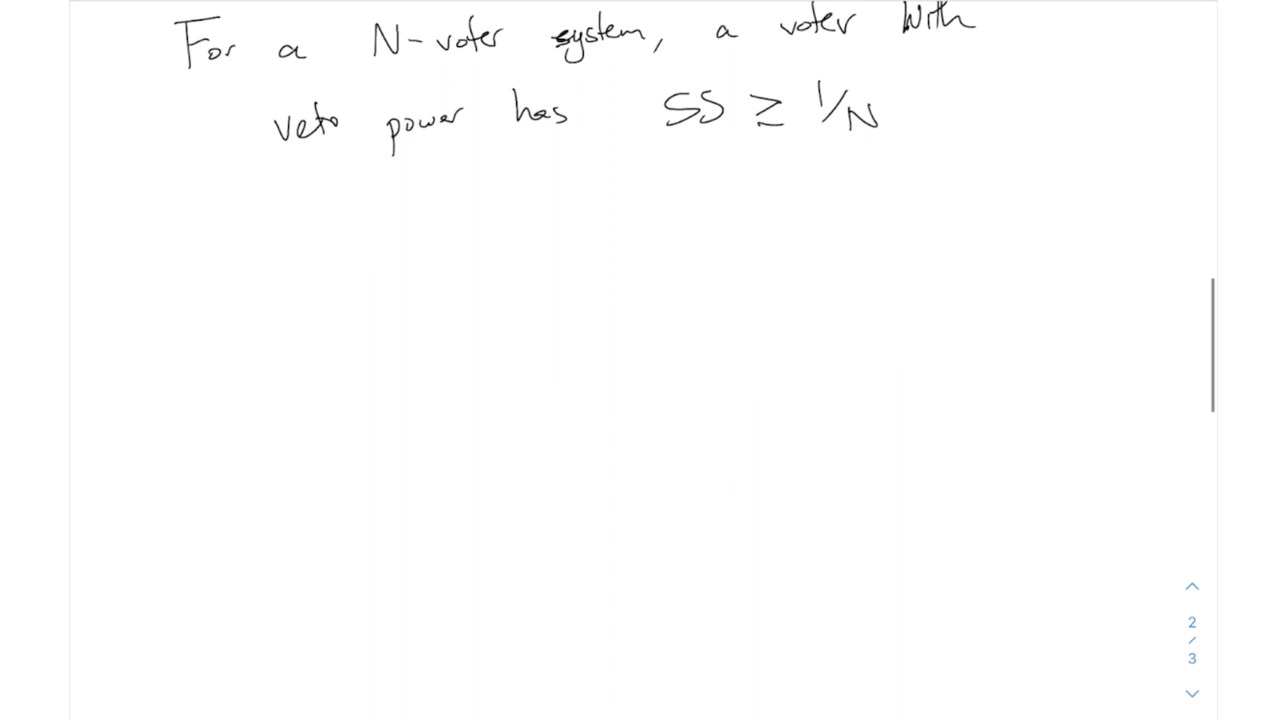 For a N-voter system, a voter with
veto power has SS ≥ 1/N
2
/
3